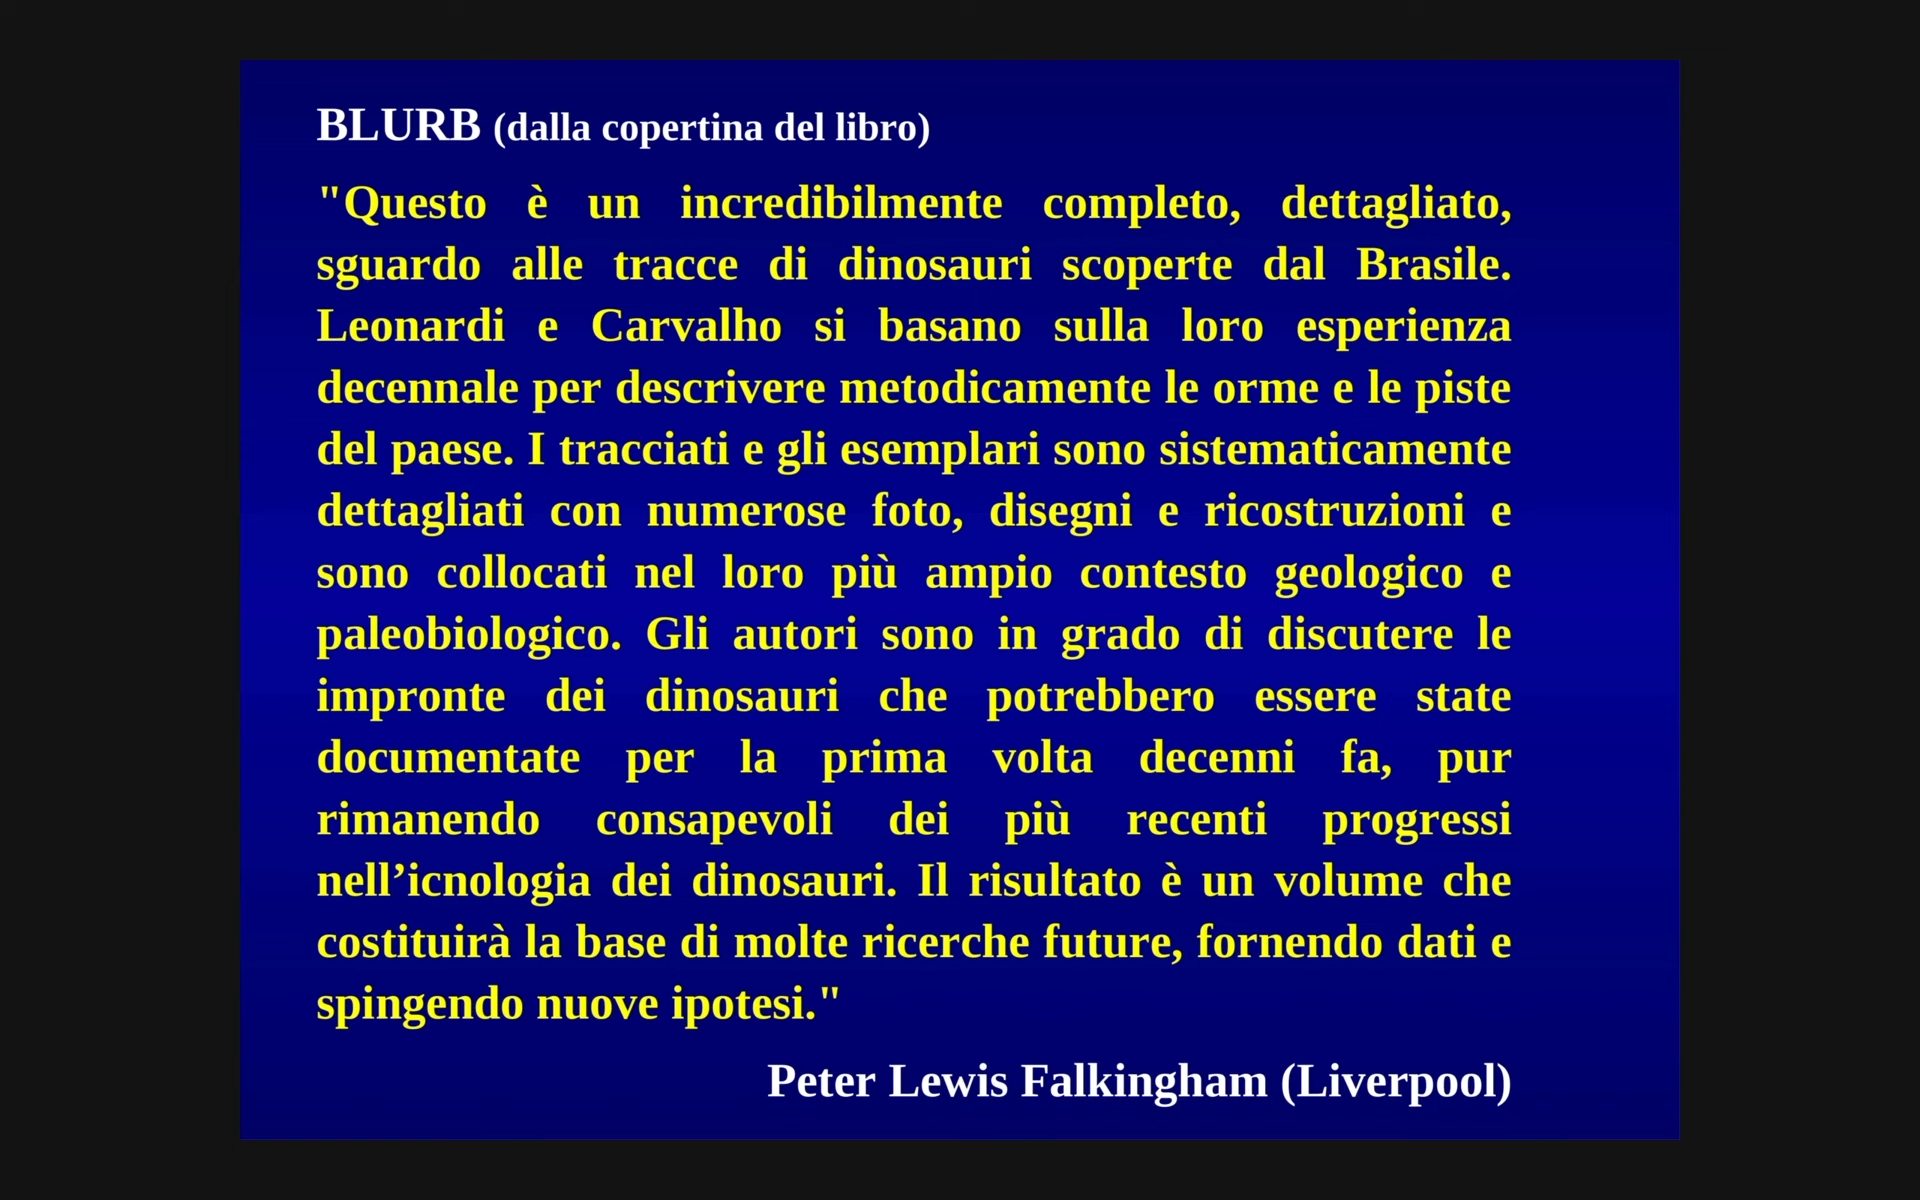 BLURB (dalla copertina del libro)
"Questo è un incredibilmente completo, dettagliato,
sguardo alle tracce di dinosauri scoperte dal Brasile.
Leonardi e Carvalho si basano sulla loro esperienza
decennale per descrivere metodicamente le orme e le piste
del paese. I tracciati e gli esemplari sono sistematicamente
dettagliati con numerose foto, disegni e ricostruzioni e
sono collocati nel loro più ampio contesto geologico e
paleobiologico. Gli autori sono in grado di discutere le
impronte dei dinosauri che potrebbero essere state
documentate per la prima volta decenni fa, pur
rimanendo consapevoli dei più recenti progressi
nell’icnologia dei dinosauri. Il risultato è un volume che
costituirà la base di molte ricerche future, fornendo dati e
spingendo nuove ipotesi."
Peter Lewis Falkingham (Liverpool)